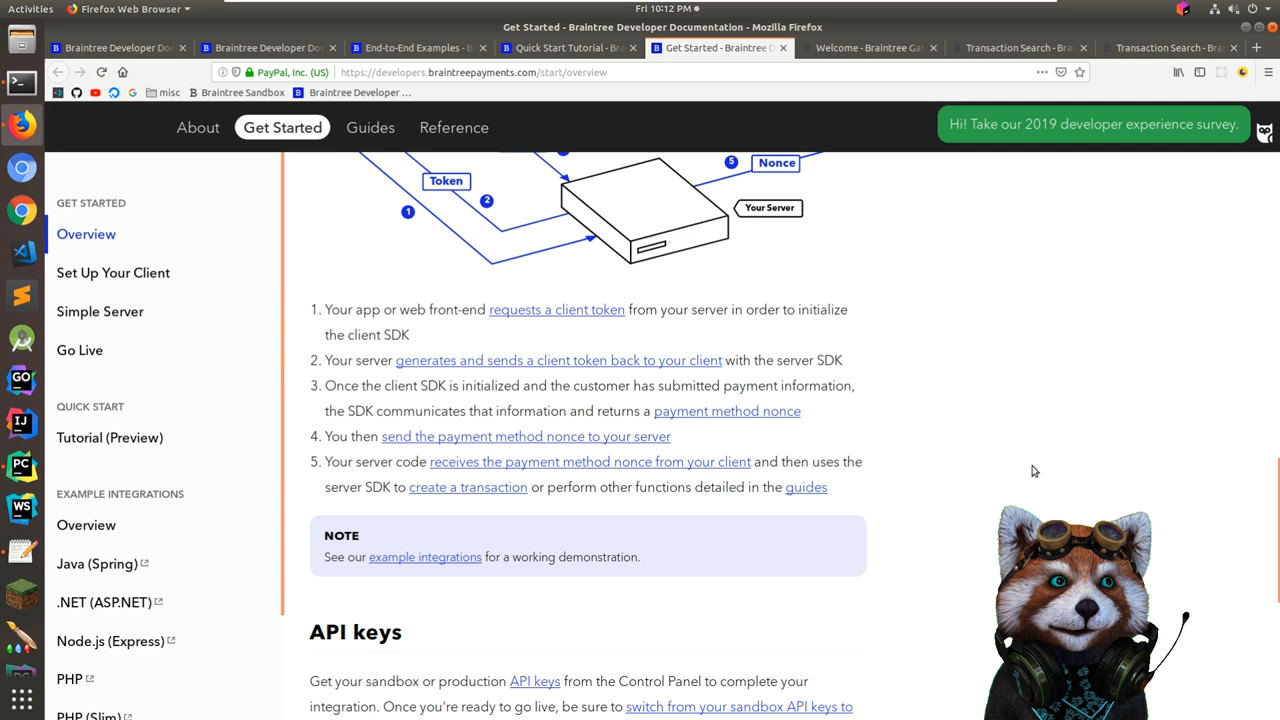 Activities
Firefox Web Browser
Fri 10:12 PM
Get Started - Braintree Developer Documentation - Mozilla Firefox
Braintree Developer Do
Braintree Developer Do
End-to-End Examples - B
Quick Start Tutorial - Bra
Get Started - Braintree D
Welcome - Braintree Gat
Transaction Search - Br
Transaction Search - Br
PayPal, Inc. (US)
https://developers.braintreepayments.com/start/overview
misc
Braintree Sandbox
Braintree Developer ...
About
Get Started
Guides
Reference
Hi! Take our 2019 developer experience survey.
GET STARTED
Overview
Set Up Your Client
Simple Server
Go Live
QUICK START
Tutorial (Preview)
EXAMPLE INTEGRATIONS
Overview
Java (Spring)
.NET (ASP.NET)
Node.js (Express)
PHP
PHP (Slim)
5
Nonce
Token
2
1
Your Server
1. Your app or web front-end requests a client token from your server in order to initialize
the client SDK
2. Your server generates and sends a client token back to your client with the server SDK
3. Once the client SDK is initialized and the customer has submitted payment information,
the SDK communicates that information and returns a payment method nonce
4. You then send the payment method nonce to your server
5. Your server code receives the payment method nonce from your client and then uses the
server SDK to create a transaction or perform other functions detailed in the guides
NOTE
See our example integrations for a working demonstration.
API keys
Get your sandbox or production API keys from the Control Panel to complete your
integration. Once you're ready to go live, be sure to switch from your sandbox API keys to
GO
IJ
PC
WS